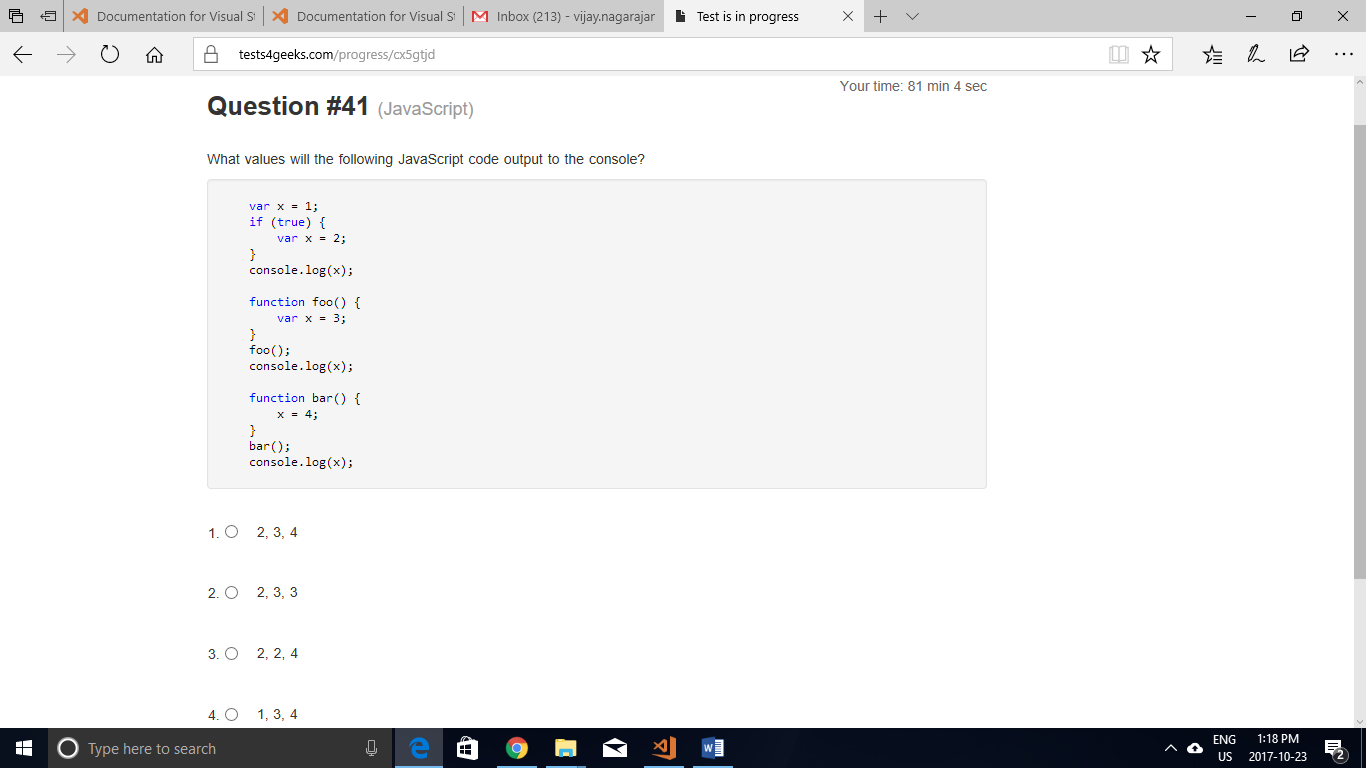 Documentation for Visual S
Documentation for Visual S
Inbox (213) - vijay.nagarajar
Test is in progress
tests4geeks.com/progress/cx5gtjd
Your time: 81 min 4 sec
Question #41 (JavaScript)
What values will the following JavaScript code output to the console?
var x = 1;
if (true) {
    var x = 2;
}
console.log(x);
function foo() {
    var x = 3;
}
foo();
console.log(x);
function bar() {
    x = 4;
}
bar();
console.log(x);
1. 2, 3, 4
2. 2, 3, 3
3. 2, 2, 4
4. 1, 3, 4
Type here to search
ENG
US
1:18 PM
2017-10-23
2